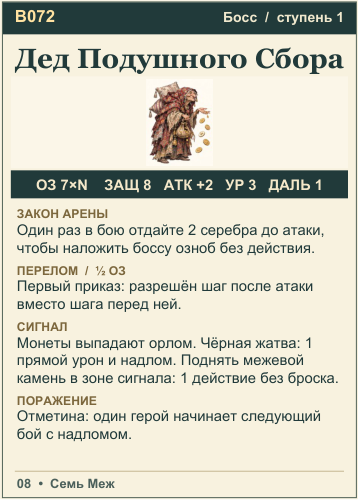 B072
Босс / ступень 1
Дед Подушного Сбора
ОЗ 7×N ЗАЩ 8 АТК +2 УР 3 ДАЛЬ 1
ЗАКОН АРЕНЫ
Один раз в бою отдайте 2 серебра до атаки,
чтобы наложить боссу озноб без действия.
ПЕРЕЛОМ / ½ ОЗ
Первый приказ: разрешён шаг после атаки
вместо шага перед ней.
СИГНАЛ
Монеты выпадают орлом. Чёрная жатва: 1
прямой урон и надлом. Поднять межевой
камень в зоне сигнала: 1 действие без броска.
ПОРАЖЕНИЕ
Отметина: один герой начинает следующий
бой с надломом.
08 • Семь Меж